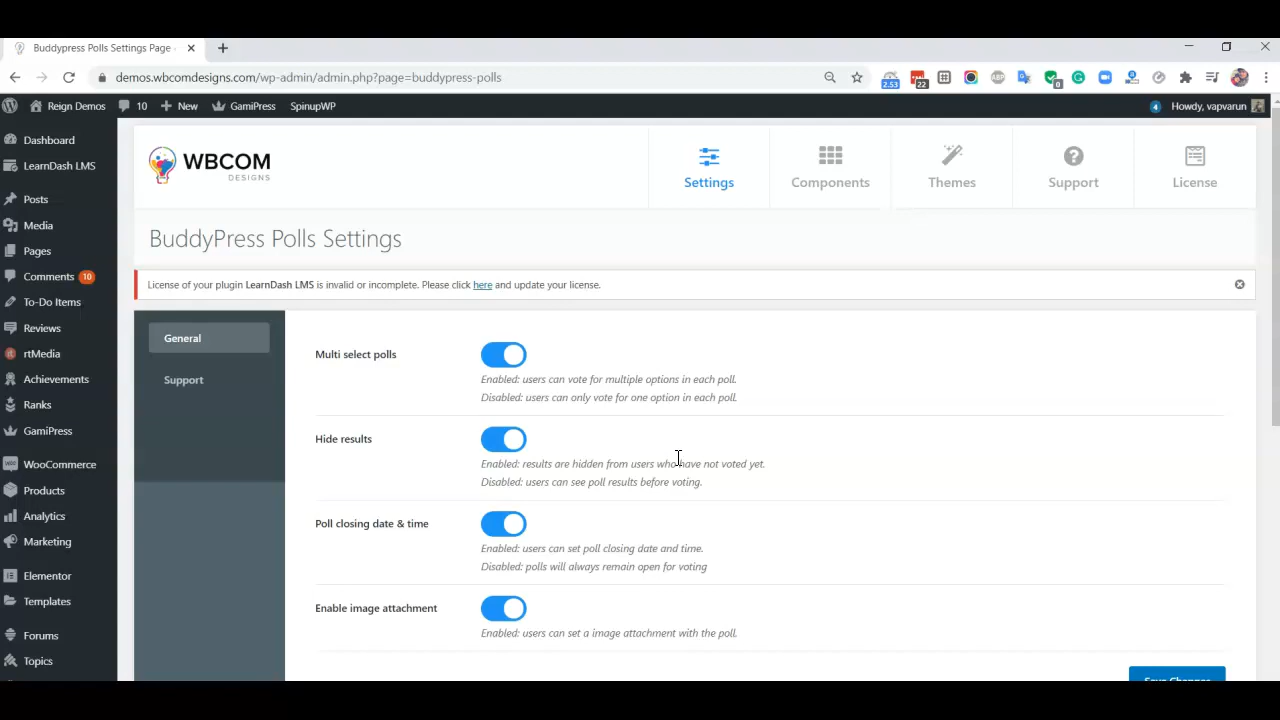 Buddypress Polls Settings Page
demos.wbcomdesigns.com/wp-admin/admin.php?page=buddypress-polls
2.53
22
ABP
0
Reign Demos
10
New
GamiPress
SpinupWP
4
Howdy, vapvarun
Dashboard
LearnDash LMS
Posts
Media
Pages
Comments 10
To-Do Items
Reviews
rtMedia
Achievements
Ranks
GamiPress
WooCommerce
Products
Analytics
Marketing
Elementor
Templates
Forums
Topics
WBCOM
DESIGNS
Settings
Components
Themes
Support
License
BuddyPress Polls Settings
License of your plugin LearnDash LMS is invalid or incomplete. Please click here and update your license.
General
Support
Multi select polls
Enabled: users can vote for multiple options in each poll.
Disabled: users can only vote for one option in each poll.
Hide results
Enabled: results are hidden from users who have not voted yet.
Disabled: users can see poll results before voting.
Poll closing date & time
Enabled: users can set poll closing date and time.
Disabled: polls will always remain open for voting
Enable image attachment
Enabled: users can set a image attachment with the poll.
Save Changes